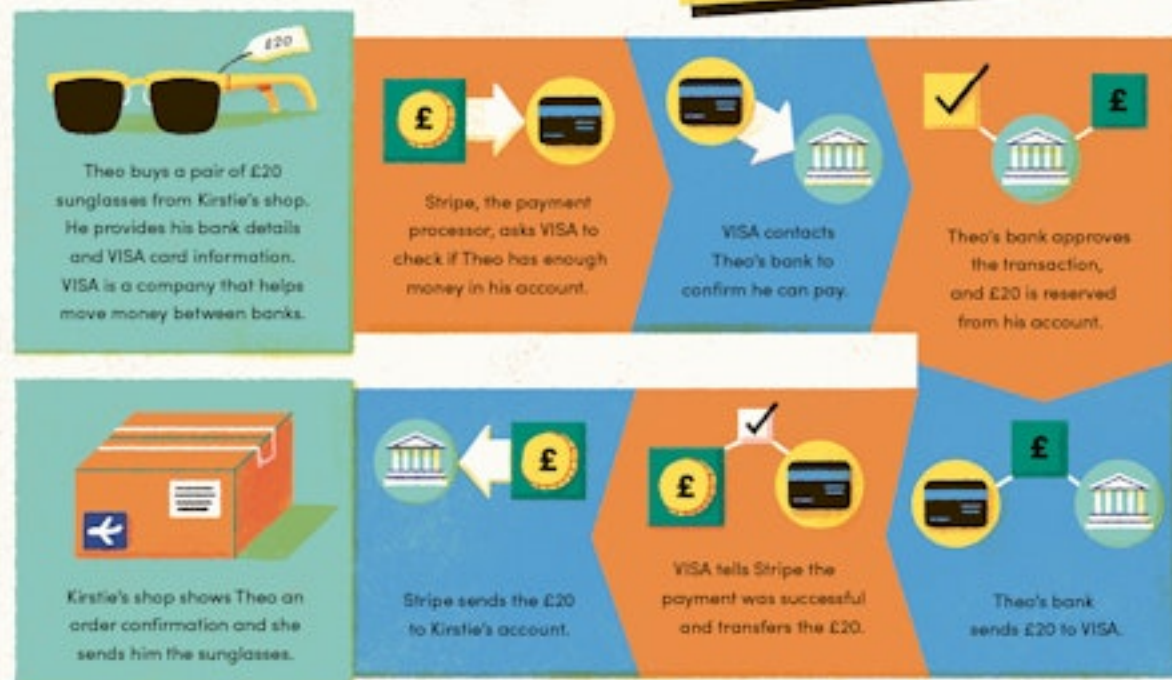 £20
Theo buys a pair of £20
sunglasses from Kirstie's shop.
He provides his bank details
and VISA card information.
VISA is a company that helps
move money between banks.
£
Stripe, the payment
processor, asks VISA to
check if Theo has enough
money in his account.
VISA contacts
Theo's bank to
confirm he can pay.
£
Theo's bank approves
the transaction,
and £20 is reserved
from his account.
£
Theo's bank
sends £20 to VISA.
£
VISA tells Stripe the
payment was successful
and transfers the £20.
£
Stripe sends the £20
to Kirstie's account.
Kirstie's shop shows Theo an
order confirmation and she
sends him the sunglasses.